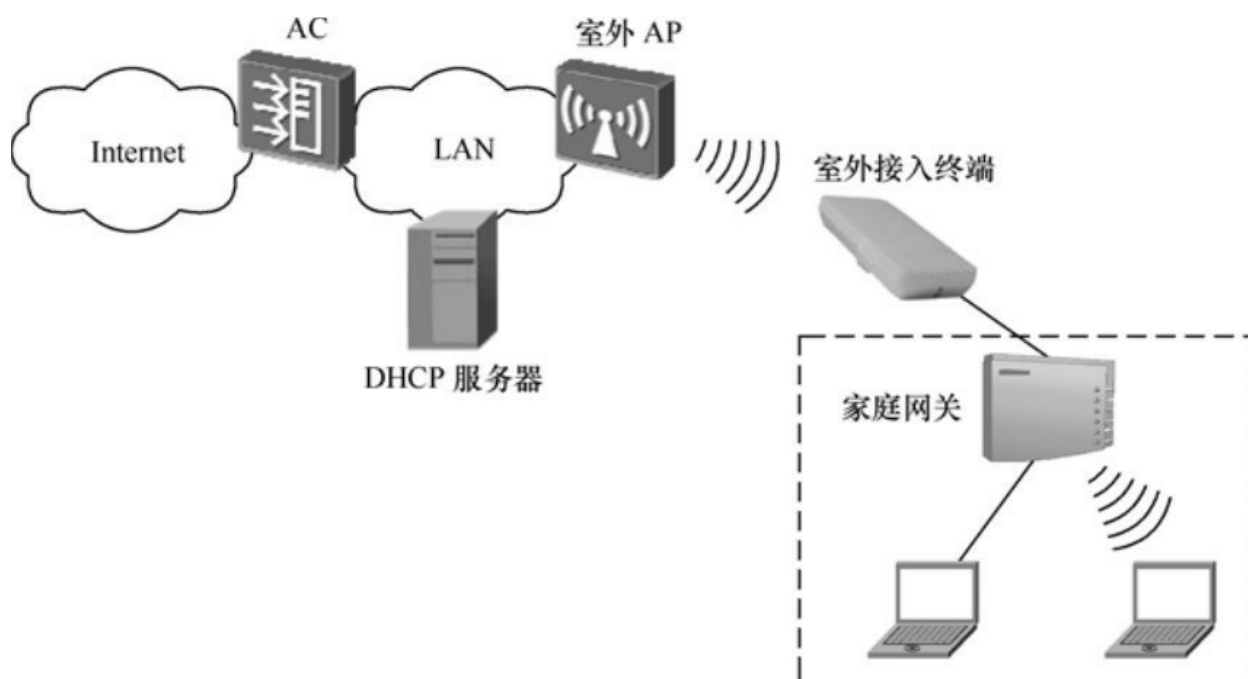 AC
室外 AP
Internet
LAN
室外接入终端
DHCP 服务器
家庭网关